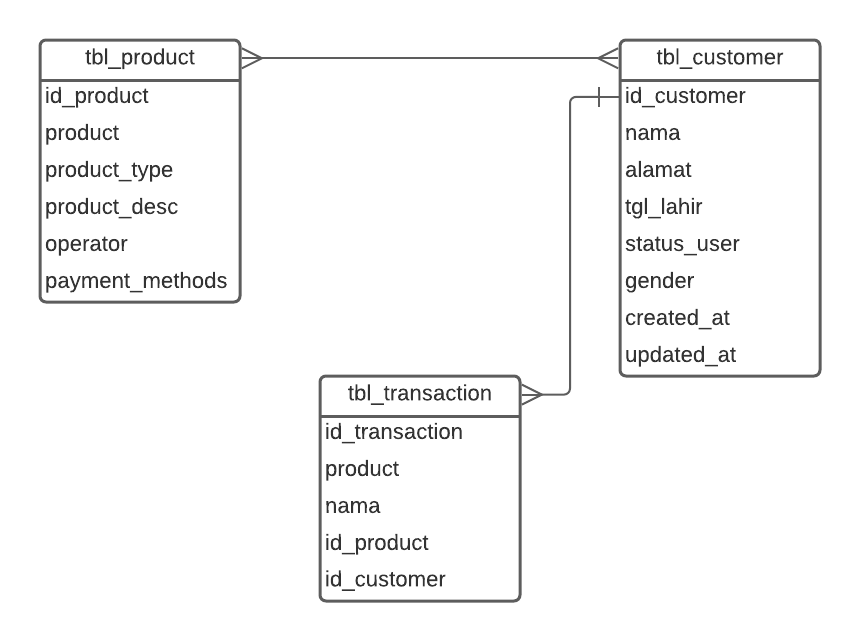 tbl_product
id_product
product
product_type
product_desc
operator
payment_methods
tbl_customer
id_customer
nama
alamat
tgl_lahir
status_user
gender
created_at
updated_at
tbl_transaction
id_transaction
product
nama
id_product
id_customer